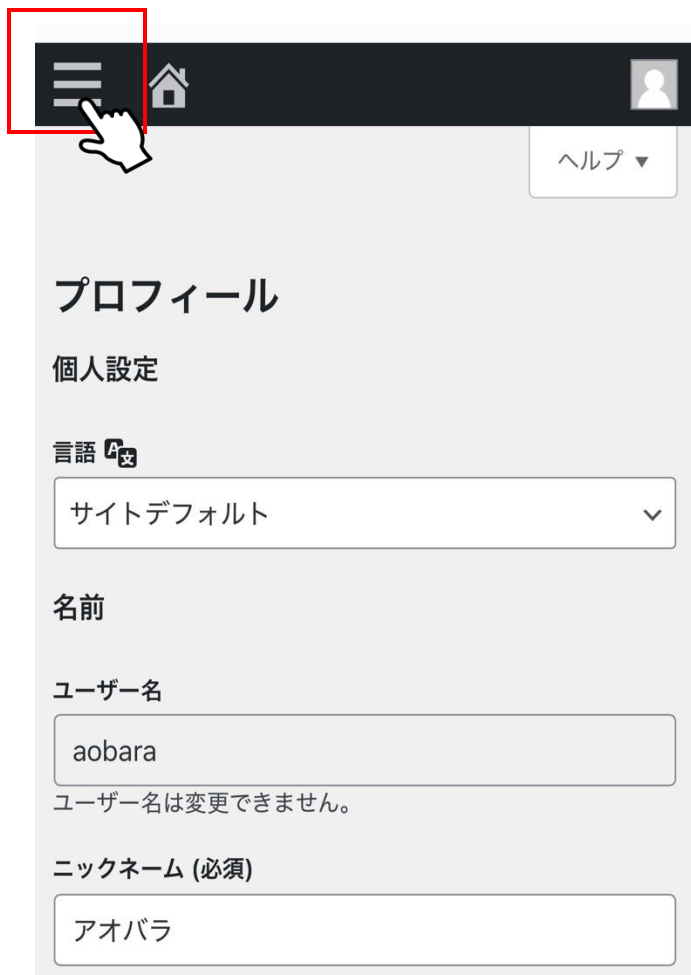 ヘルプ ▼
プロフィール
個人設定
言語
サイトデフォルト
名前
ユーザー名
aobara
ユーザー名は変更できません。
ニックネーム (必須)
アオバラ